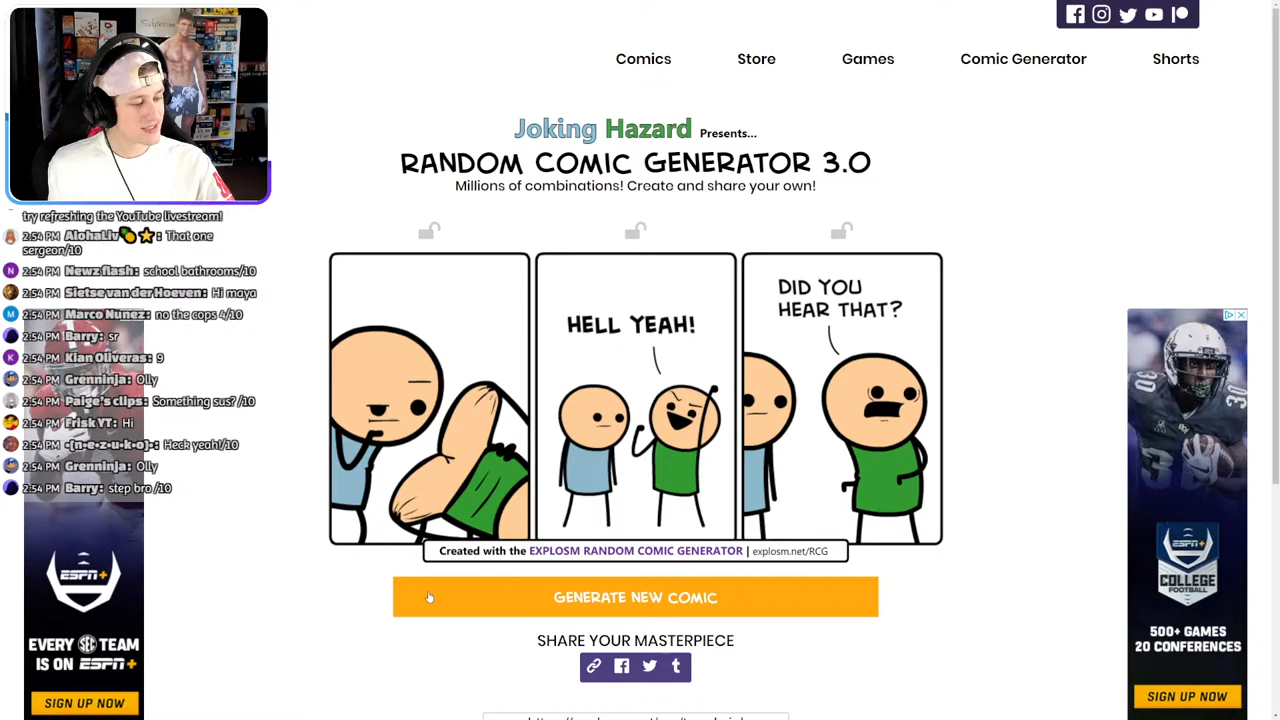 Comics
Store
Games
Comic Generator
Shorts
Joking Hazard Presents...
RANDOM COMIC GENERATOR 3.0
Millions of combinations! Create and share your own!
HELL YEAH!
DID YOU
HEAR THAT?
Created with the EXPLOSM RANDOM COMIC GENERATOR | explosm.net/RCG
GENERATE NEW COMIC
SHARE YOUR MASTERPIECE
try refreshing the YouTube livestream!
2:54 PM AlohaLiv🍋⭐: That one
sergeon/10
2:54 PM Newz flash: school bathrooms/10
2:54 PM Sietse van der Hoeven: Hi maya
2:54 PM Marco Nunez: no the cops 4/10
2:54 PM Barry: sr
2:54 PM Kian Oliveras: 9
2:54 PM Grenninja: Olly
2:54 PM Paige's clips: Something sus? /10
2:54 PM Frisk YT: Hi
2:54 PM -[n•e•z•u•k•o]-: Heck yeah!/10
2:54 PM Grenninja: Olly
2:54 PM Barry: step bro /10
ESPN+
EVERY SEC TEAM
IS ON ESPN+
SIGN UP NOW
30
ESPN
COLLEGE
FOOTBALL
500+ GAMES
20 CONFERENCES
SIGN UP NOW